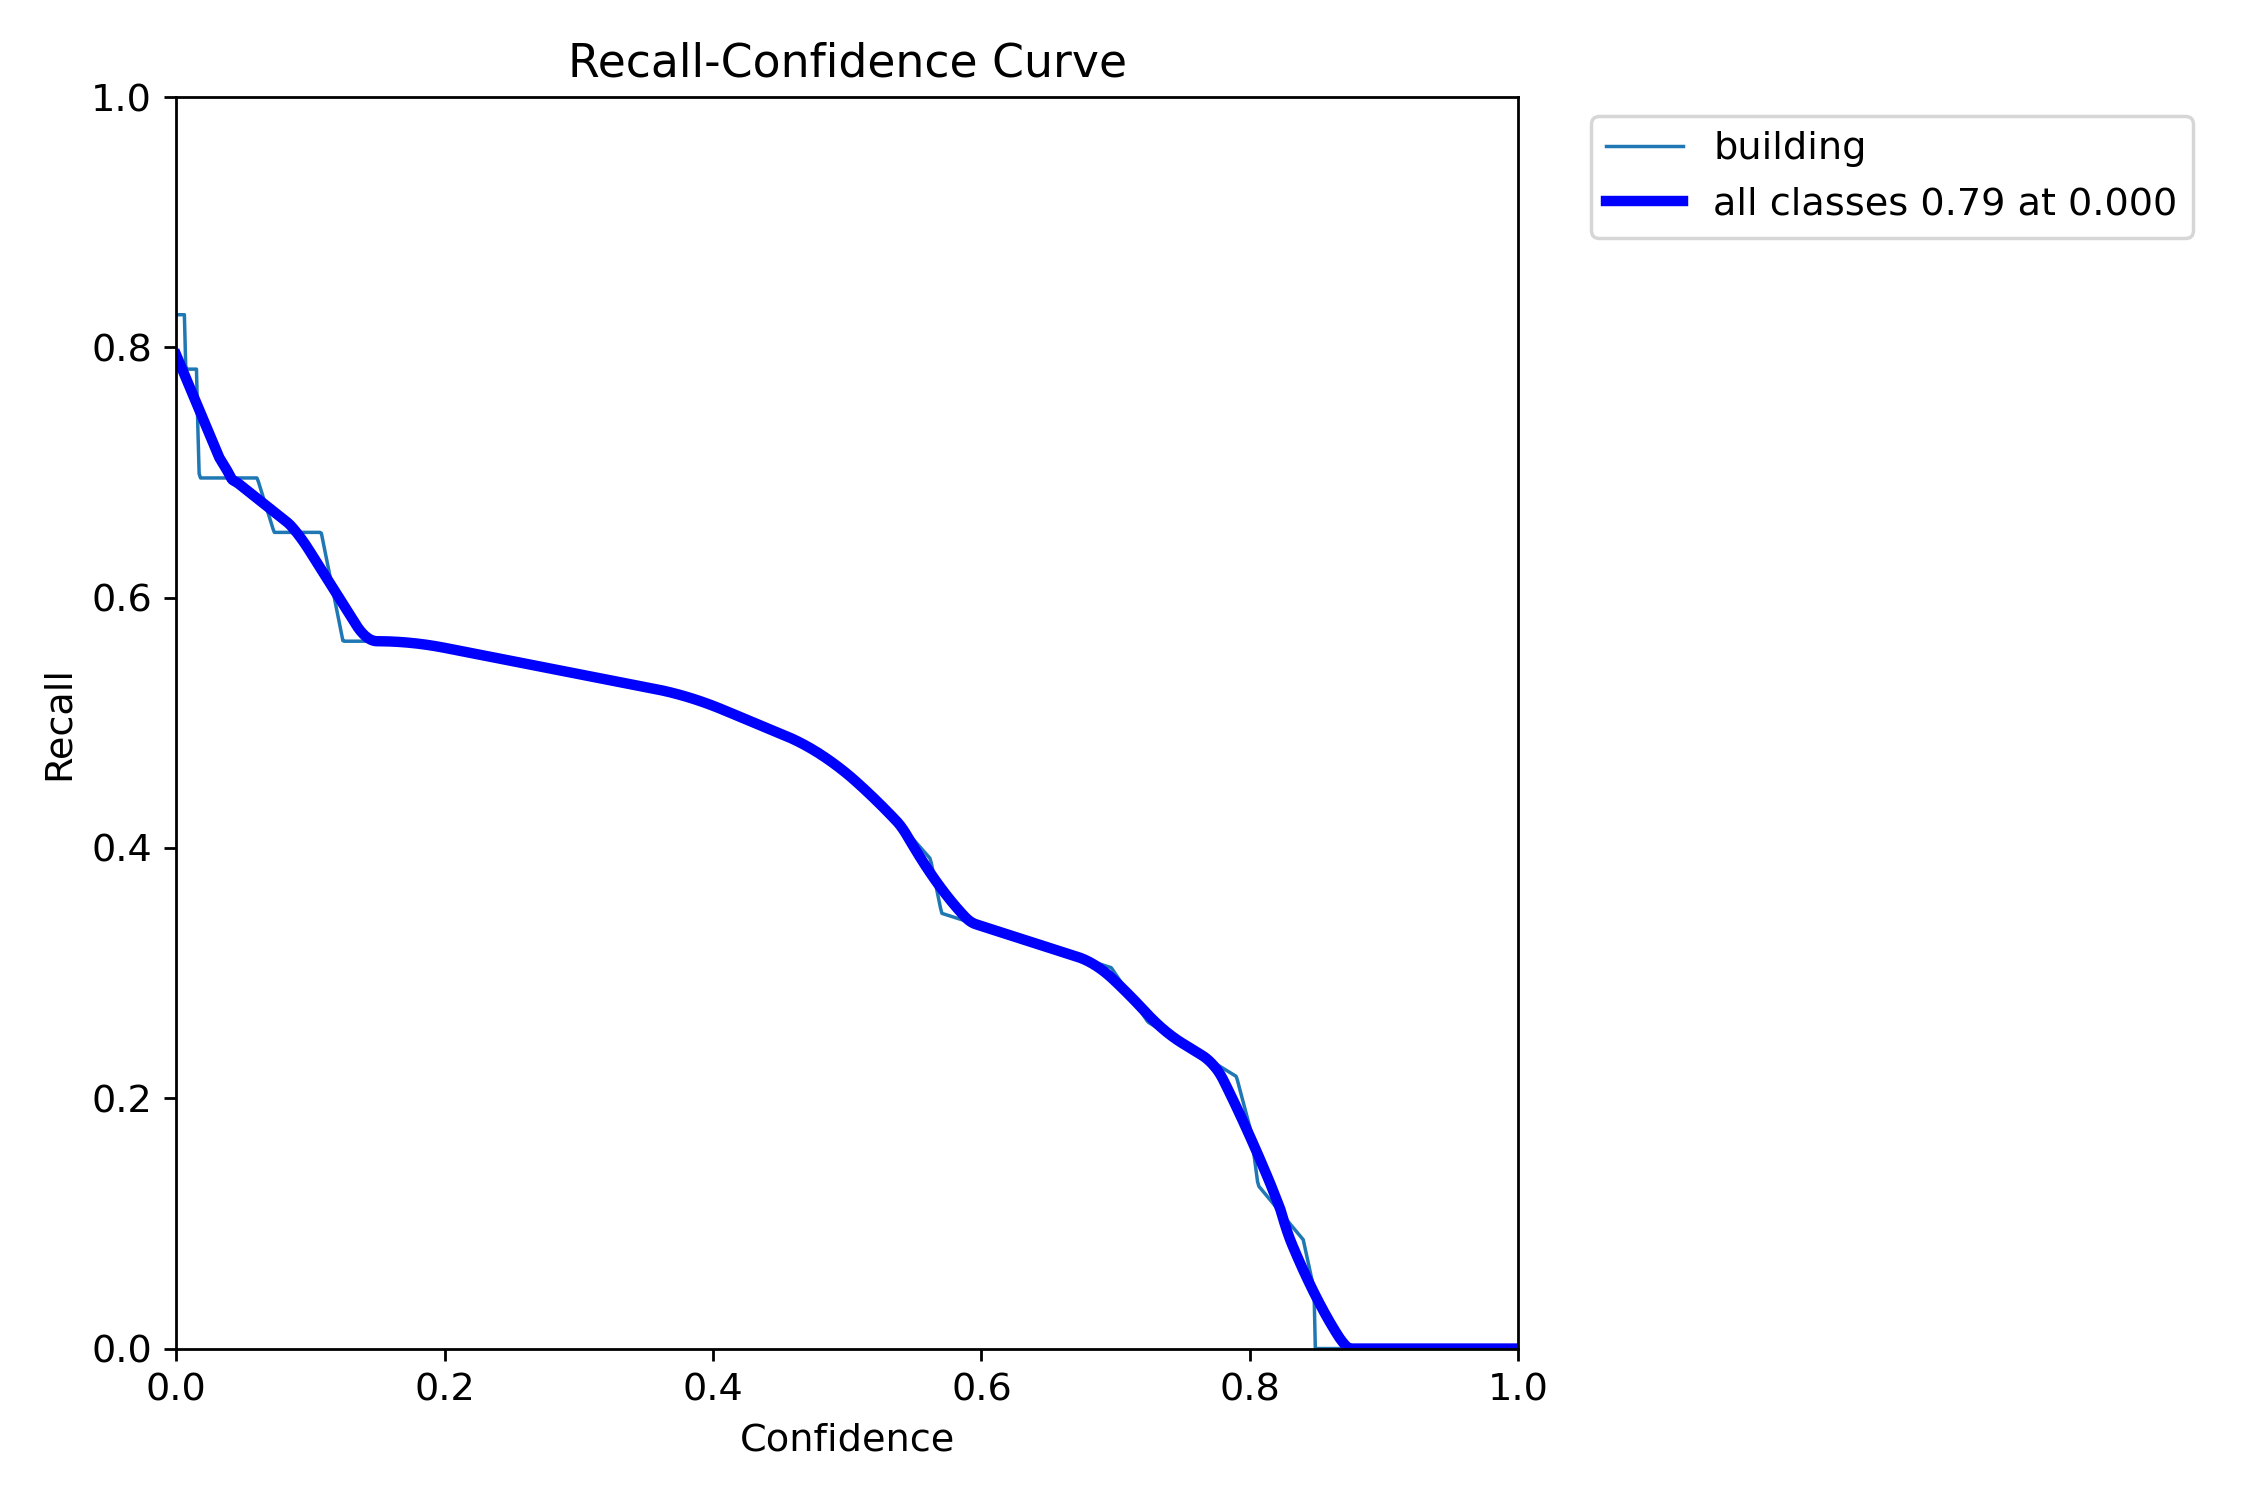 Recall-Confidence Curve
1.0
0.8
0.6
0.4
0.2
0.0
Recall
0.0 0.2 0.4 0.6 0.8 1.0
Confidence
building
all classes 0.79 at 0.000